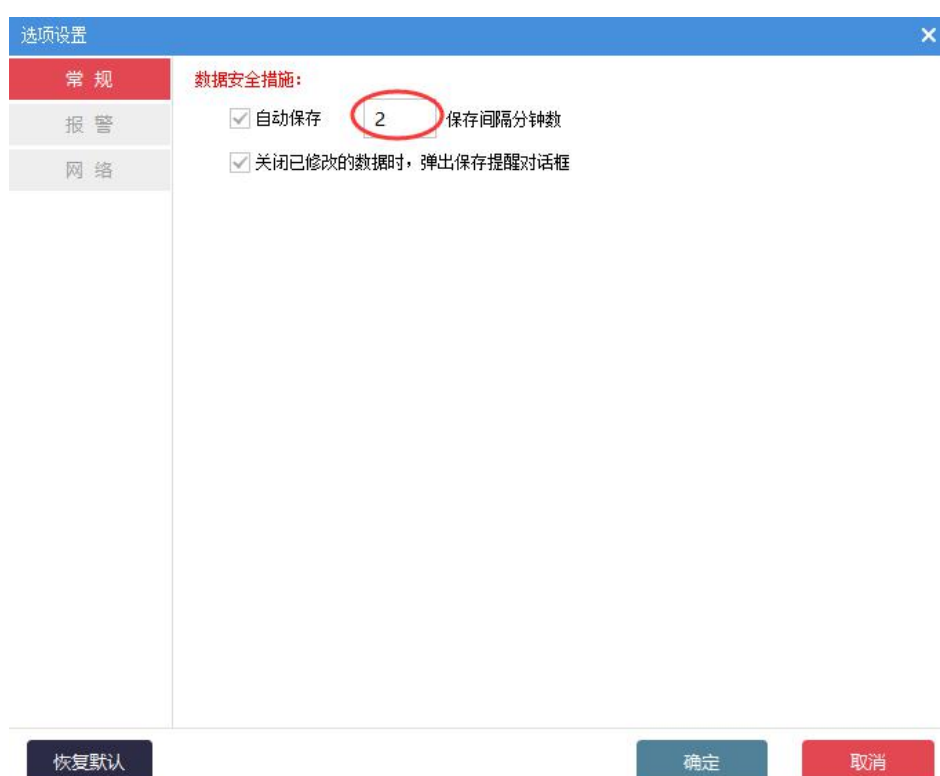 选项设置
常 规
报 警
网 络
数据安全措施：
自动保存 2 保存间隔分钟数
关闭已修改的数据时，弹出保存提醒对话框
恢复默认 确定 取消